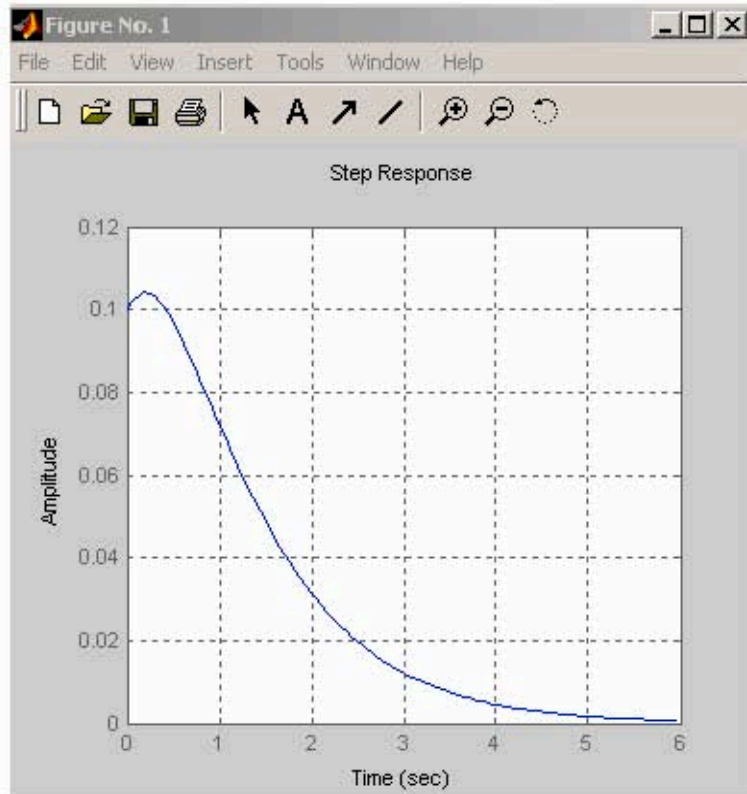 Figure No. 1
File Edit View Insert Tools Window Help
A
Step Response
0.12
0.1
0.08
0.06
0.04
0.02
0
Amplitude
0 1 2 3 4 5 6
Time (sec)